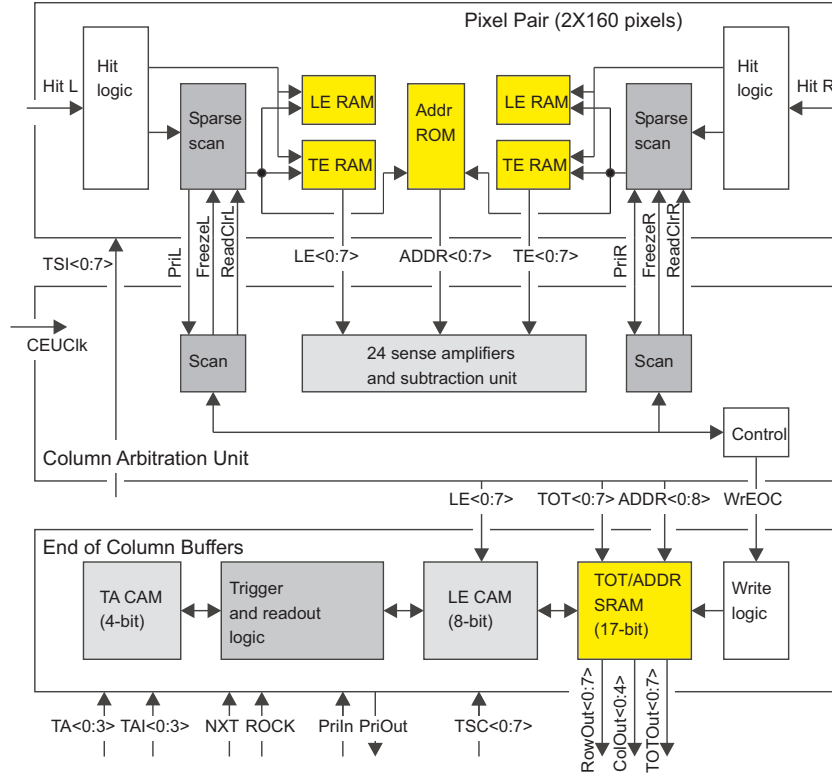 Pixel Pair (2X160 pixels)
Hit L
Hit
logic
Sparse
scan
LE RAM
TE RAM
Addr
ROM
LE RAM
TE RAM
Sparse
scan
Hit
logic
Hit R
TSI<0:7>
PriL
FreezeL
ReadClrL
LE<0:7>
ADDR<0:7>
TE<0:7>
PriR
FreezeR
ReadClrR
CEUClk
Scan
24 sense amplifiers
and subtraction unit
Scan
Control
Column Arbitration Unit
LE<0:7>
TOT<0:7>
ADDR<0:8>
WrEOC
End of Column Buffers
TA CAM
(4-bit)
Trigger
and readout
logic
LE CAM
(8-bit)
TOT/ADDR
SRAM
(17-bit)
Write
logic
TA<0:3>
TAI<0:3>
NXT
ROCK
PriIn
PriOut
TSC<0:7>
RowOut<0:7>
ColOut<0:4>
TOTOut<0:7>